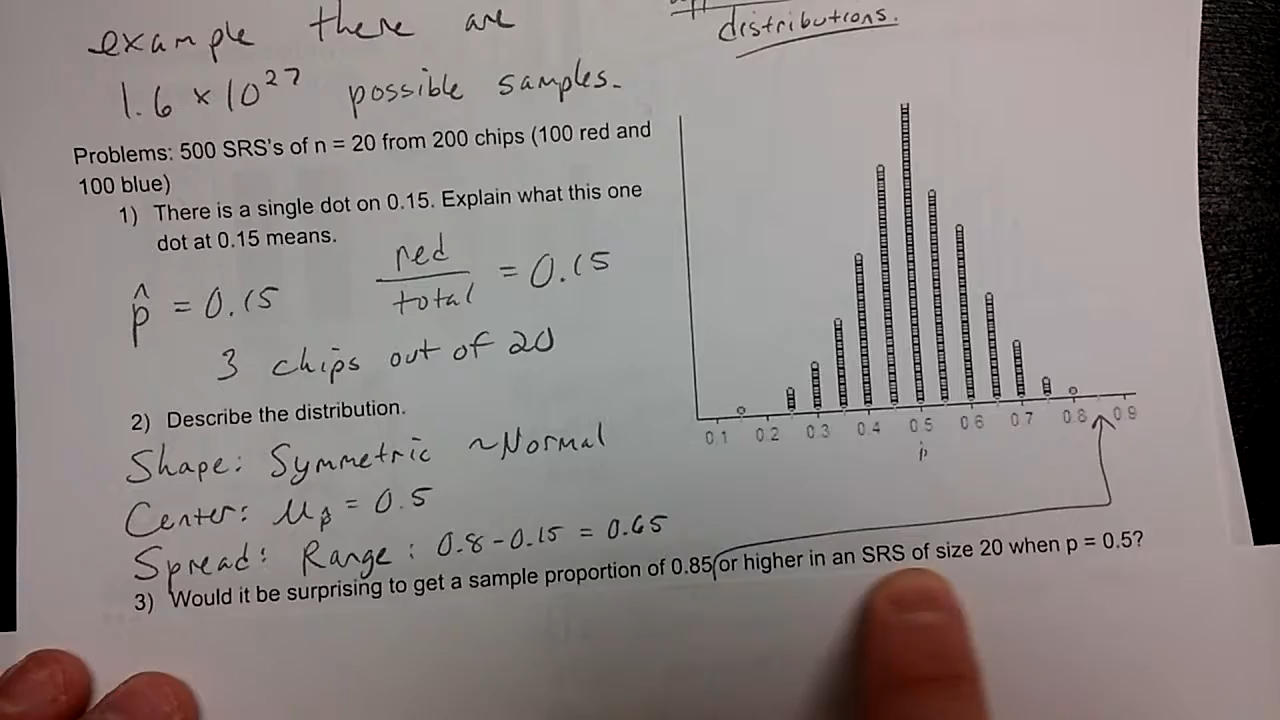 example there are
distributions.
1.6 × 10²⁷ possible samples.
Problems: 500 SRS's of n = 20 from 200 chips (100 red and
100 blue)
1) There is a single dot on 0.15. Explain what this one
dot at 0.15 means.
p̂ = 0.15
red
total
= 0.15
3 chips out of 20
2) Describe the distribution.
Shape: Symmetric ~Normal
Center: μp̂ = 0.5
Spread: Range: 0.8 - 0.15 = 0.65
0.1 0.2 0.3 0.4 0.5 0.6 0.7 0.8 0.9
p̂
3) Would it be surprising to get a sample proportion of 0.85 or higher in an SRS of size 20 when p = 0.5?